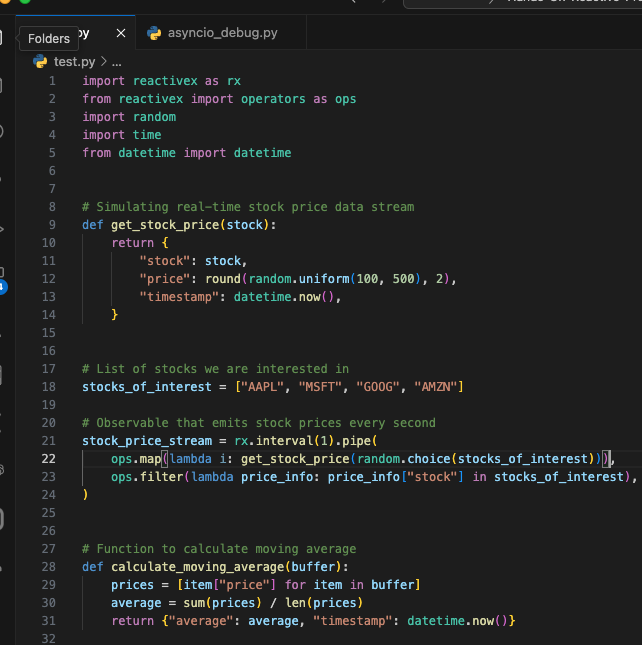 Folders
py
asyncio_debug.py
test.py > ...
1 import reactivex as rx
2 from reactivex import operators as ops
3 import random
4 import time
5 from datetime import datetime
6
7
8 # Simulating real-time stock price data stream
9 def get_stock_price(stock):
10     return {
11         "stock": stock,
12         "price": round(random.uniform(100, 500), 2),
13         "timestamp": datetime.now(),
14     }
15
16
17 # List of stocks we are interested in
18 stocks_of_interest = ["AAPL", "MSFT", "GOOG", "AMZN"]
19
20 # Observable that emits stock prices every second
21 stock_price_stream = rx.interval(1).pipe(
22     ops.map(lambda i: get_stock_price(random.choice(stocks_of_interest))),
23     ops.filter(lambda price_info: price_info["stock"] in stocks_of_interest),
24 )
25
26
27 # Function to calculate moving average
28 def calculate_moving_average(buffer):
29     prices = [item["price"] for item in buffer]
30     average = sum(prices) / len(prices)
31     return {"average": average, "timestamp": datetime.now()}
32